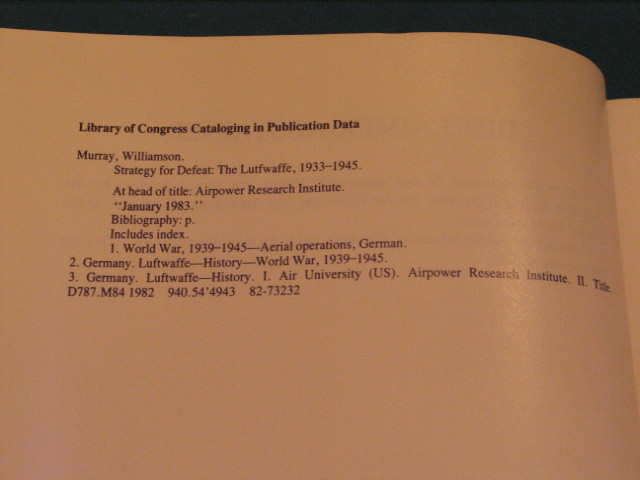 Library of Congress Cataloging in Publication Data
Murray, Williamson.
Strategy for Defeat: The Lutfwaffe, 1933–1945.
At head of title: Airpower Research Institute.
"January 1983."
Bibliography: p.
Includes index.
1. World War, 1939–1945—Aerial operations, German.
2. Germany. Luftwaffe—History—World War, 1939–1945.
3. Germany. Luftwaffe—History. I. Air University (US). Airpower Research Institute. II. Title.
D787.M84 1982 940.54'4943 82-73232